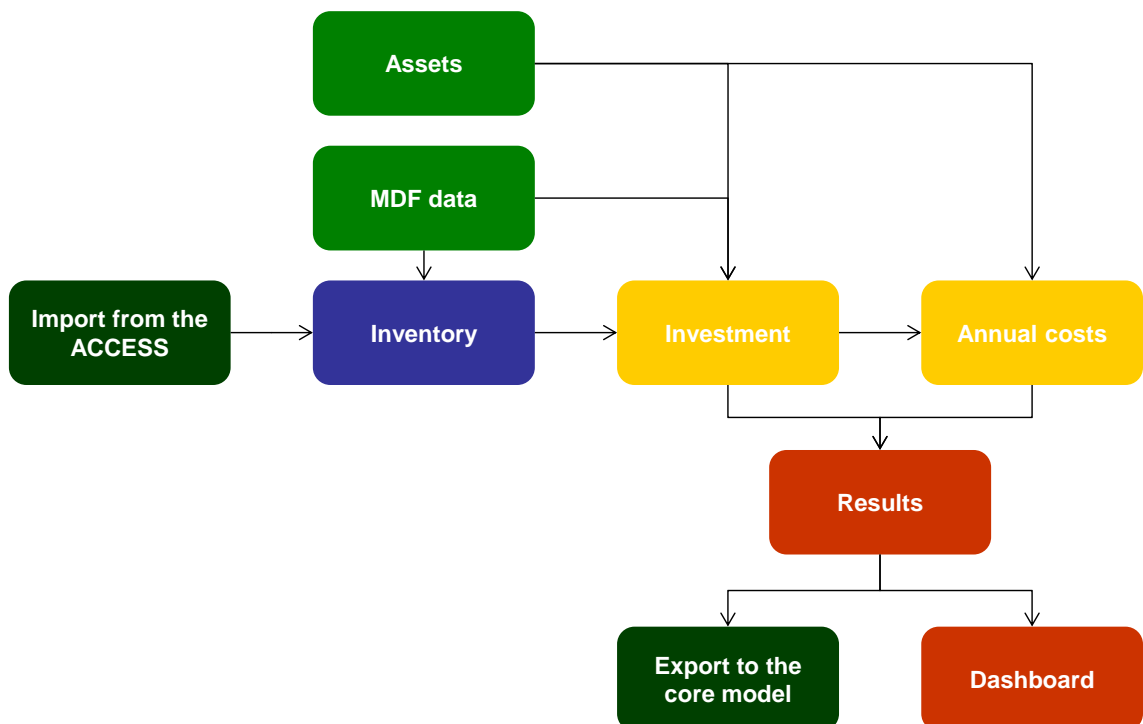 Assets
MDF data
Import from the
ACCESS
Inventory
Investment
Annual costs
Results
Export to the
core model
Dashboard